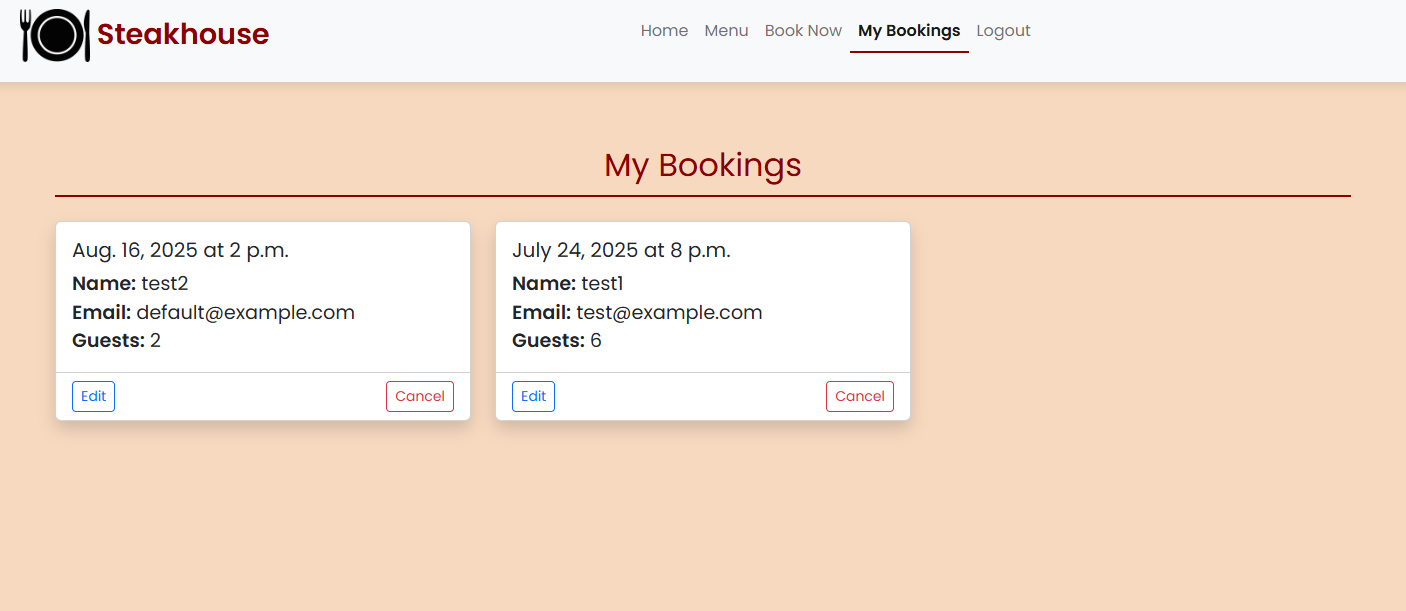 Steakhouse
Home Menu Book Now My Bookings Logout
My Bookings
Aug. 16, 2025 at 2 p.m.
Name: test2
Email: default@example.com
Guests: 2
Edit Cancel
July 24, 2025 at 8 p.m.
Name: test1
Email: test@example.com
Guests: 6
Edit Cancel